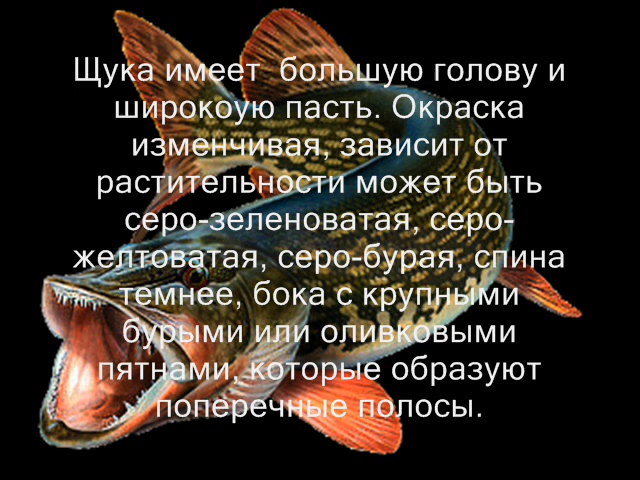 Щука имеет  большую голову и
широкоую пасть. Окраска
изменчивая, зависит от
растительности может быть
серо-зеленоватая, серо-
желтоватая, серо-бурая, спина
темнее, бока с крупными
бурыми или оливковыми
пятнами, которые образуют
поперечные полосы.